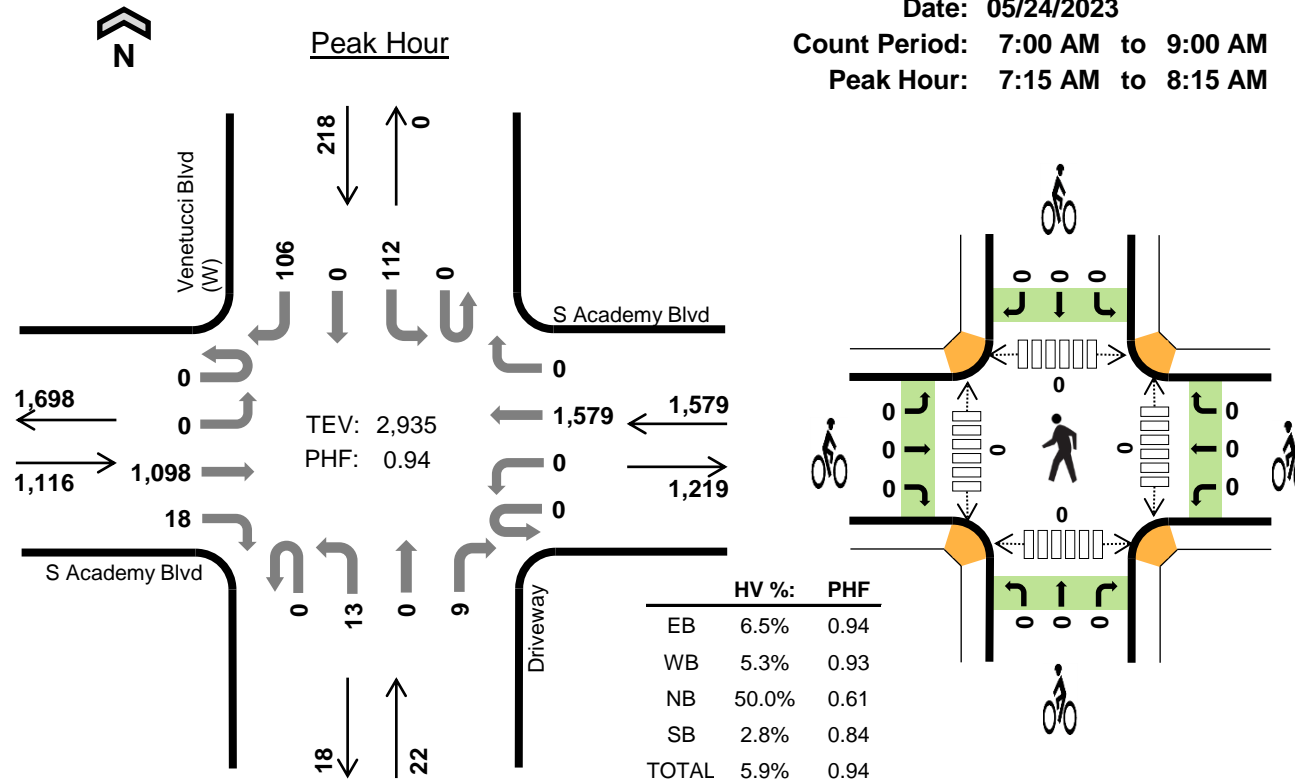 Date: 05/24/2023
Count Period: 7:00 AM to 9:00 AM
Peak Hour: 7:15 AM to 8:15 AM
N
Peak Hour
218
0
Venetucci Blvd
(W)
106
0
112
0
S Academy Blvd
0
0
1,579
0
0
1,579
1,219
1,698
1,116
0
1,098
18
TEV: 2,935
PHF: 0.94
S Academy Blvd
0
13
0
9
Driveway
18
22
HV %: PHF
EB 6.5% 0.94
WB 5.3% 0.93
NB 50.0% 0.61
SB 2.8% 0.84
TOTAL 5.9% 0.94
0 0 0
0
0
0
0
0
0
0
0
0
0
0
0 0 0